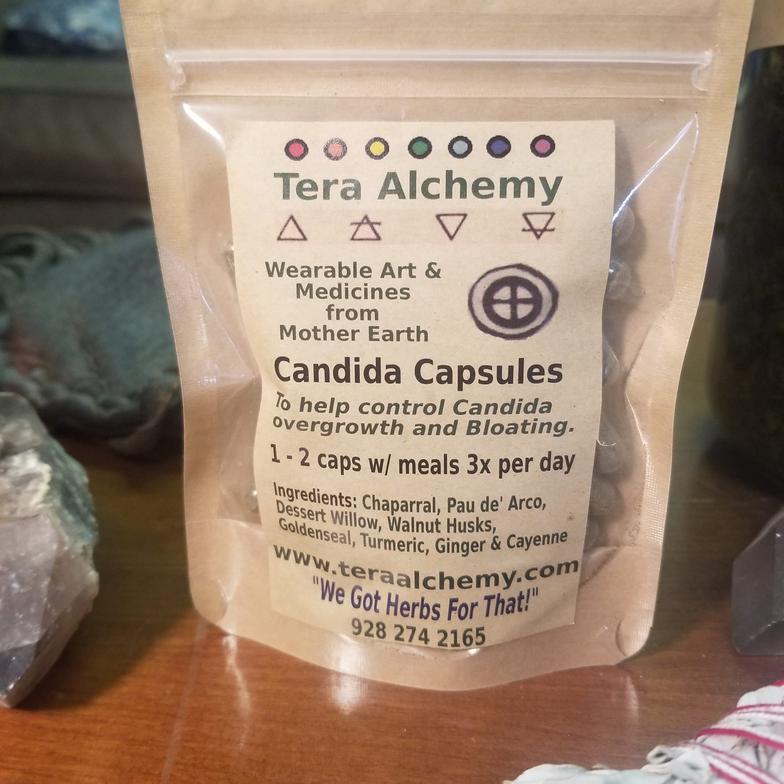 Tera Alchemy
Wearable Art &
Medicines
from
Mother Earth
Candida Capsules
To help control Candida
overgrowth and Bloating.
1 - 2 caps w/ meals 3x per day
Ingredients: Chaparral, Pau de' Arco,
Dessert Willow, Walnut Husks,
Goldenseal, Turmeric, Ginger & Cayenne
www.teraalchemy.com
"We Got Herbs For That!"
928 274 2165